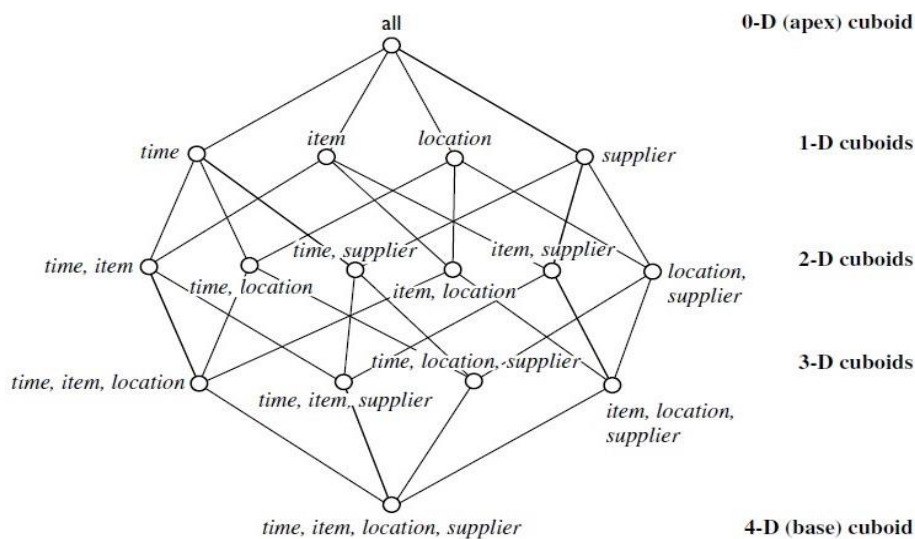 all
0-D (apex) cuboid
time
item
location
supplier
1-D cuboids
time, item
time, location
time, supplier
item, location
item, supplier
location,
supplier
2-D cuboids
time, item, location
time, item, supplier
time, location, supplier
item, location,
supplier
3-D cuboids
time, item, location, supplier
4-D (base) cuboid